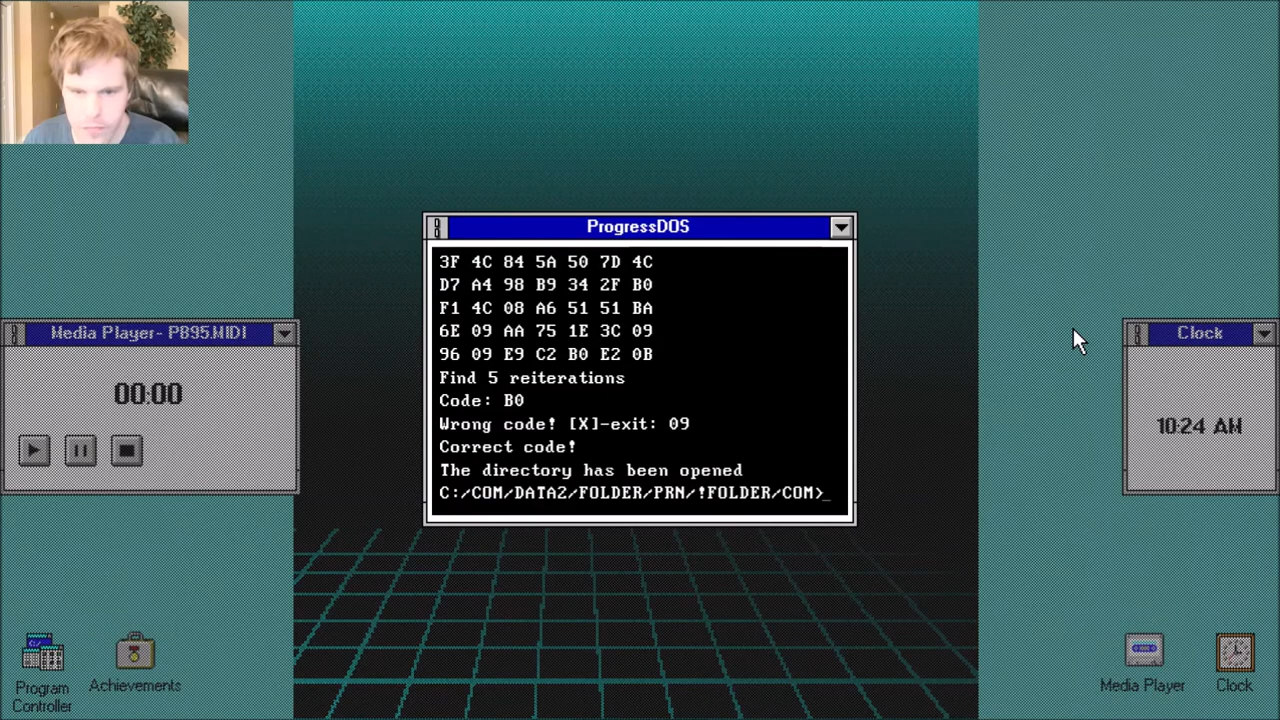 ProgressDOS
3F 4C 84 5A 50 7D 4C
D7 A4 98 B9 34 2F B0
F1 4C 08 A6 51 51 BA
6E 09 AA 75 1E 3C 09
96 09 E9 C2 B0 E2 0B
Find 5 reiterations
Code: B0
Wrong code! [X]-exit: 09
Correct code!
The directory has been opened
C:/COM/DATA2/FOLDER/PRN/!FOLDER/COM>_
Media Player- PB95.MIDI
00:00
Clock
10:24 AM
Program
Controller
Achievements
Media Player
Clock